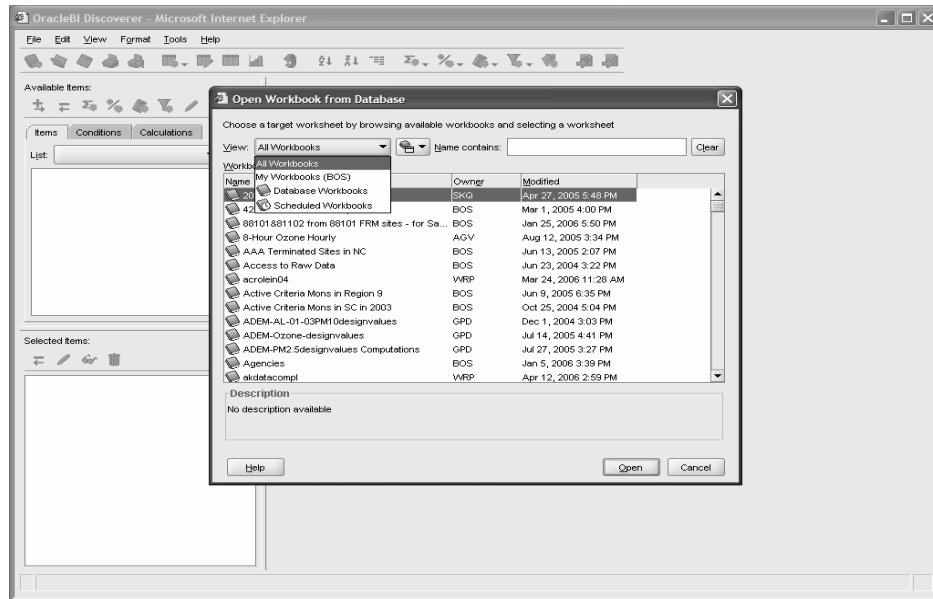 OracleBI Discoverer - Microsoft Internet Explorer
File Edit View Format Tools Help
Available Items:
Items Conditions Calculations
List:
Selected Items:
Open Workbook from Database
Choose a target worksheet by browsing available workbooks and selecting a worksheet
View: All Workbooks Name contains: Clear
All Workbooks
My Workbooks (BOS)
Database Workbooks
Scheduled Workbooks
Name Owner Modified
20 SKQ Apr 27, 2005 5:48 PM
42 BOS Mar 1, 2005 4:00 PM
88101&81102 from 88101 FRM sites - for Sa... BOS Jan 25, 2006 5:50 PM
8-Hour Ozone Hourly AGV Aug 12, 2005 3:34 PM
AAA Terminated Sites in NC BOS Jun 13, 2005 2:07 PM
Access to Raw Data BOS Jun 23, 2004 3:22 PM
acrolein04 WRP Mar 24, 2006 11:28 AM
Active Criteria Mons in Region 9 BOS Jun 9, 2005 6:35 PM
Active Criteria Mons in SC in 2003 BOS Oct 25, 2004 5:04 PM
ADEM-AL-01-03PM10designvalues GPD Dec 1, 2004 3:03 PM
ADEM-Ozone-designvalues GPD Jul 14, 2005 4:41 PM
ADEM-PM2.5designvalues Computations GPD Jul 27, 2005 3:27 PM
Agencies BOS Jan 5, 2006 3:39 PM
akdatacompl WRP Apr 12, 2006 2:59 PM
Description
No description available
Help Open Cancel